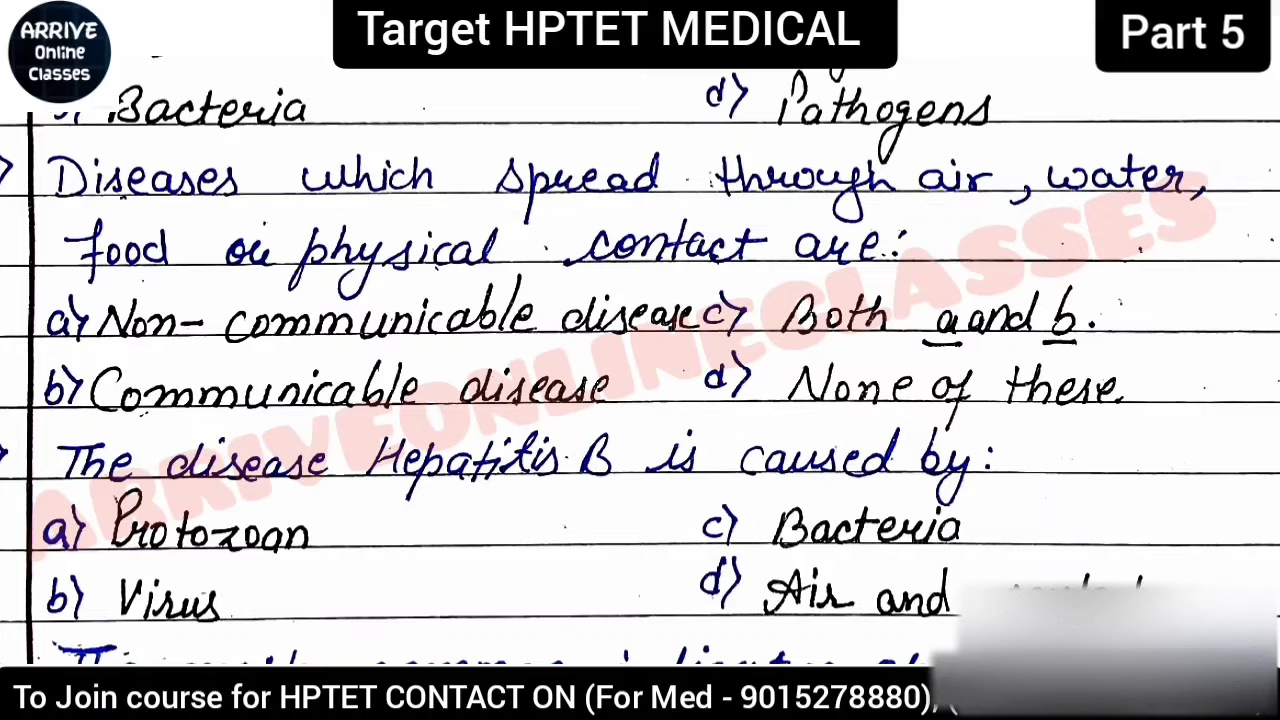 ARRIVE
Online
Classes
Target HPTET MEDICAL
Part 5
Bacteria d) Pathogens
Diseases which spread through air, water,
food or physical contact are:
a) Non-communicable disease c) Both a and b.
b) Communicable disease d) None of these.
ARRIVEONLINECLASSES
The disease Hepatitis B is caused by:
a) Protozoan c) Bacteria
b) Virus d) Air and
To Join course for HPTET CONTACT ON (For Med - 9015278880), (